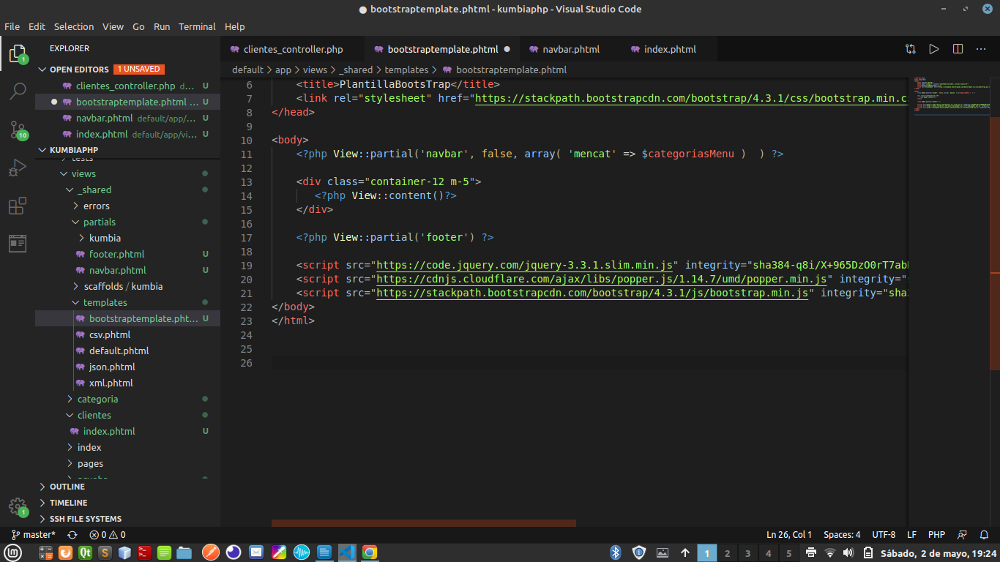 bootstraptemplate.phtml - kumbiaphp - Visual Studio Code
File Edit Selection View Go Run Terminal Help
EXPLORER
clientes_controller.php bootstraptemplate.phtml navbar.phtml index.phtml
OPEN EDITORS 1 UNSAVED
default > app > views > _shared > templates > bootstraptemplate.phtml
clientes_controller.php d... U
bootstraptemplate.phtml ... U
navbar.phtml default/app/... U
index.phtml default/app/vi... U
KUMBIAPHP
tests
views
_shared
errors
partials
kumbia
footer.phtml U
navbar.phtml U
scaffolds / kumbia
templates
bootstraptemplate.pht... U
csv.phtml
default.phtml
json.phtml
xml.phtml
categoria
clientes
index.phtml U
index
pages
OUTLINE
TIMELINE
SSH FILE SYSTEMS
1
10
1
6 <title>PlantillaBootsTrap</title>
7 <link rel="stylesheet" href="https://stackpath.bootstrapcdn.com/bootstrap/4.3.1/css/bootstrap.min.cs
8 </head>
9
10 <body>
11 <?php View::partial('navbar', false, array( 'mencat' => $categoriasMenu )  ) ?>
12
13 <div class="container-12 m-5">
14 <?php View::content()?>
15 </div>
16
17 <?php View::partial('footer') ?>
18
19 <script src="https://code.jquery.com/jquery-3.3.1.slim.min.js" integrity="sha384-q8i/X+965DzO0rT7ab
20 <script src="https://cdnjs.cloudflare.com/ajax/libs/popper.js/1.14.7/umd/popper.min.js" integrity="
21 <script src="https://stackpath.bootstrapcdn.com/bootstrap/4.3.1/js/bootstrap.min.js" integrity="sha
22 </body>
23 </html>
24
25
26
master* 0 0 Ln 26, Col 1 Spaces: 4 UTF-8 LF PHP
1 2 3 4 5 Sábado, 2 de mayo, 19:24